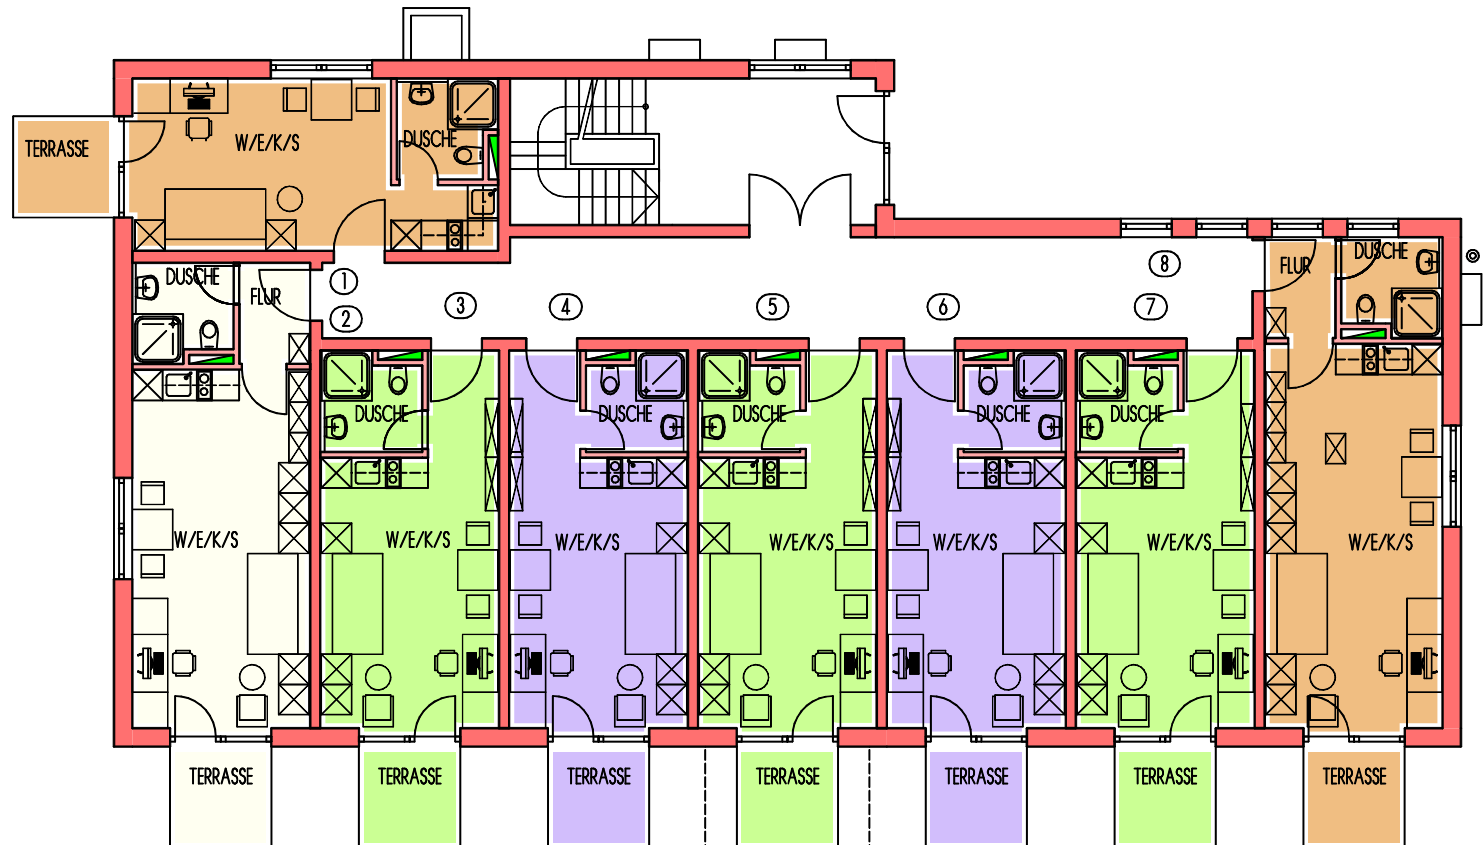 TERRASSE
W/E/K/S
DUSCHE
DUSCHE
FLUR
1
2
3
4
5
6
7
8
FLUR
DUSCHE
DUSCHE
DUSCHE
DUSCHE
DUSCHE
DUSCHE
W/E/K/S
W/E/K/S
W/E/K/S
W/E/K/S
W/E/K/S
W/E/K/S
W/E/K/S
TERRASSE
TERRASSE
TERRASSE
TERRASSE
TERRASSE
TERRASSE
TERRASSE